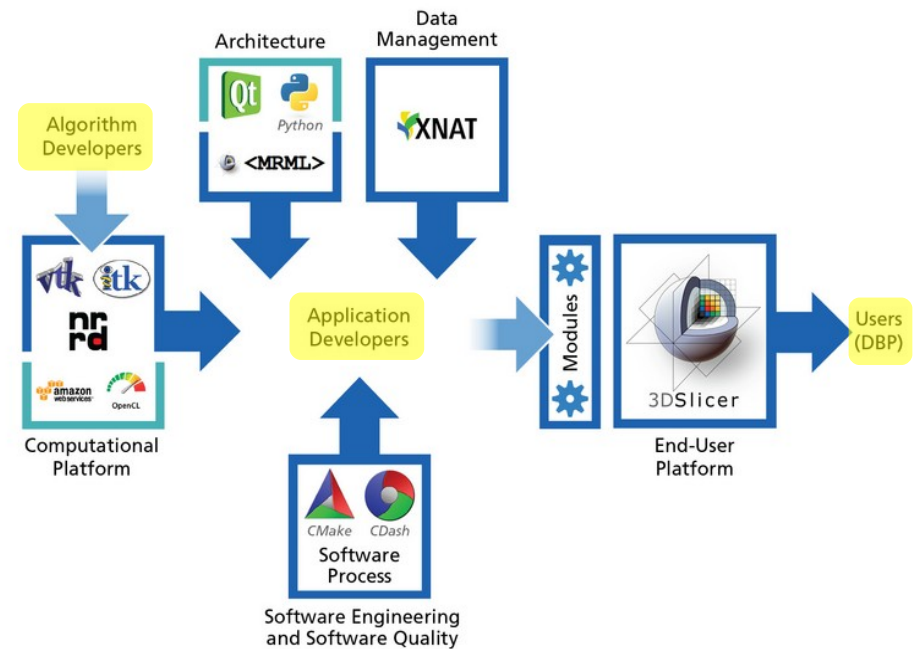 Data
Management
Architecture
Qt
Python
<MRML>
XNAT
Algorithm
Developers
vtk
itk
nrrd
amazon
web services™
OpenCL
Computational
Platform
Application
Developers
Modules
3DSlicer
End-User
Platform
Users
(DBP)
CMake
CDash
Software
Process
Software Engineering
and Software Quality